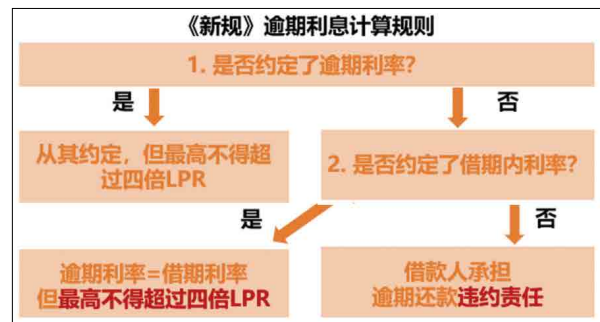 《新规》逾期利息计算规则
1. 是否约定了逾期利率？
是
否
从其约定，但最高不得超
过四倍LPR
2. 是否约定了借期内利率？
是
否
逾期利率=借期利率
但最高不得超过四倍LPR
借款人承担
逾期还款违约责任